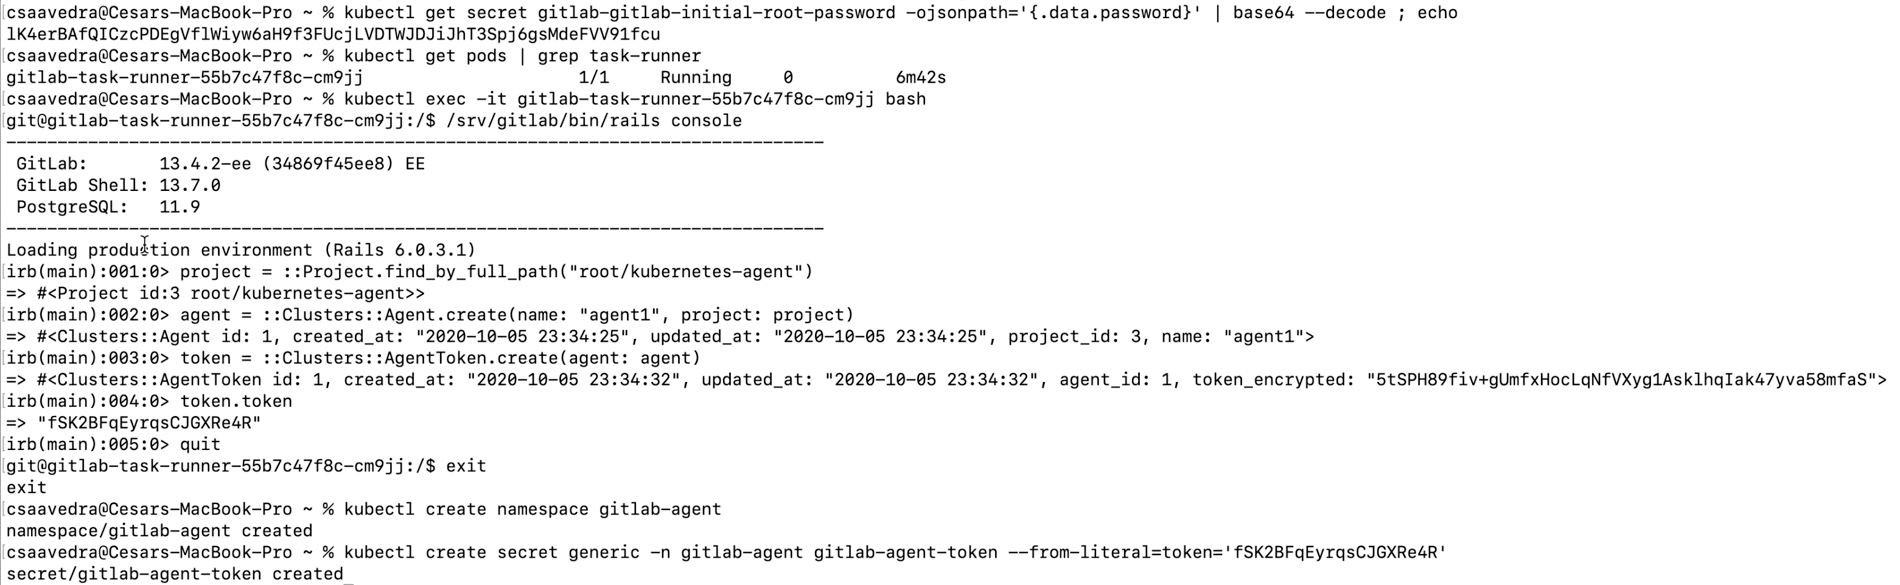 csaavedra@Cesars-MacBook-Pro ~ % kubectl get secret gitlab-gitlab-initial-root-password -ojsonpath='{.data.password}' | base64 --decode ; echo
lK4erBAfQICzcPDEgVflWiyw6aH9f3FUcjLVDTWJDJiJhT3Spj6gsMdeFVV91fcu
csaavedra@Cesars-MacBook-Pro ~ % kubectl get pods | grep task-runner
gitlab-task-runner-55b7c47f8c-cm9jj                     1/1     Running     0          6m42s
csaavedra@Cesars-MacBook-Pro ~ % kubectl exec -it gitlab-task-runner-55b7c47f8c-cm9jj bash
git@gitlab-task-runner-55b7c47f8c-cm9jj:/$ /srv/gitlab/bin/rails console
--------------------------------------------------------------------------------
 GitLab:       13.4.2-ee (34869f45ee8) EE
 GitLab Shell: 13.7.0
 PostgreSQL:   11.9
--------------------------------------------------------------------------------
Loading production environment (Rails 6.0.3.1)
irb(main):001:0> project = ::Project.find_by_full_path("root/kubernetes-agent")
=> #<Project id:3 root/kubernetes-agent>>
irb(main):002:0> agent = ::Clusters::Agent.create(name: "agent1", project: project)
=> #<Clusters::Agent id: 1, created_at: "2020-10-05 23:34:25", updated_at: "2020-10-05 23:34:25", project_id: 3, name: "agent1">
irb(main):003:0> token = ::Clusters::AgentToken.create(agent: agent)
=> #<Clusters::AgentToken id: 1, created_at: "2020-10-05 23:34:32", updated_at: "2020-10-05 23:34:32", agent_id: 1, token_encrypted: "5tSPH89fiv+gUmfxHocLqNfVXyg1AsklhqIak47yva58mfaS">
irb(main):004:0> token.token
=> "fSK2BFqEyrqsCJGXRe4R"
irb(main):005:0> quit
git@gitlab-task-runner-55b7c47f8c-cm9jj:/$ exit
exit
csaavedra@Cesars-MacBook-Pro ~ % kubectl create namespace gitlab-agent
namespace/gitlab-agent created
csaavedra@Cesars-MacBook-Pro ~ % kubectl create secret generic -n gitlab-agent gitlab-agent-token --from-literal=token='fSK2BFqEyrqsCJGXRe4R'
secret/gitlab-agent-token created